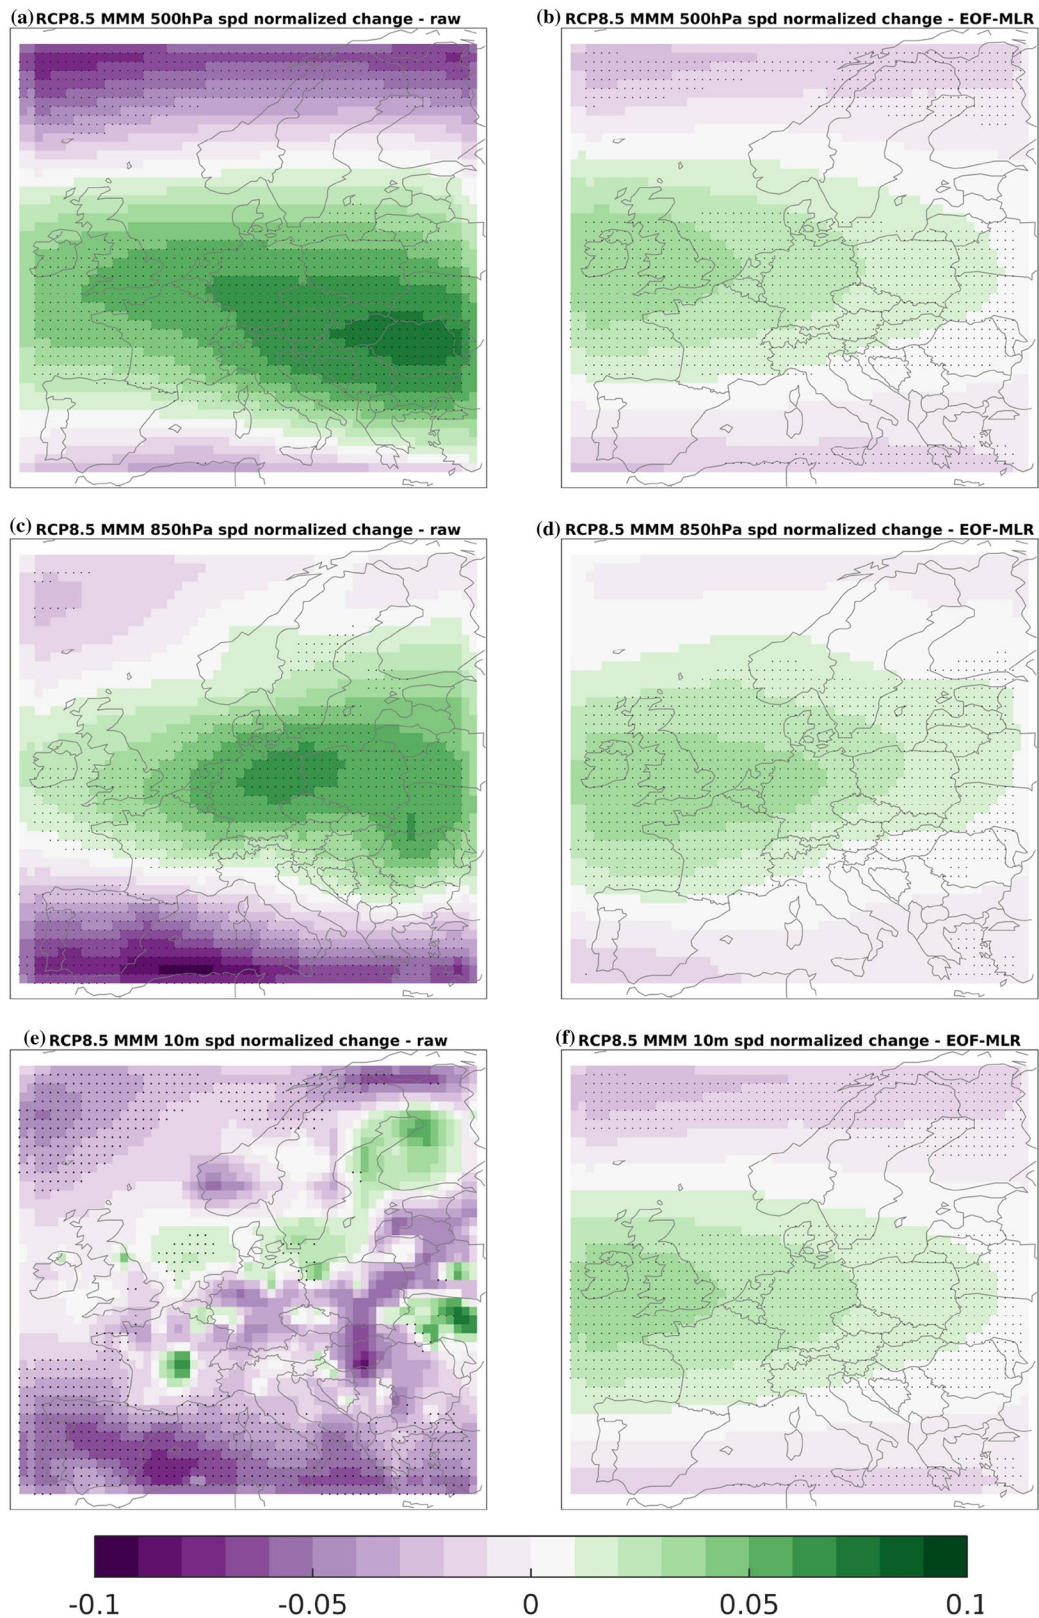 (a) RCP8.5 MMM 500hPa spd normalized change - raw
(b) RCP8.5 MMM 500hPa spd normalized change - EOF-MLR
(c) RCP8.5 MMM 850hPa spd normalized change - raw
(d) RCP8.5 MMM 850hPa spd normalized change - EOF-MLR
(e) RCP8.5 MMM 10m spd normalized change - raw
(f) RCP8.5 MMM 10m spd normalized change - EOF-MLR
-0.1 -0.05 0 0.05 0.1